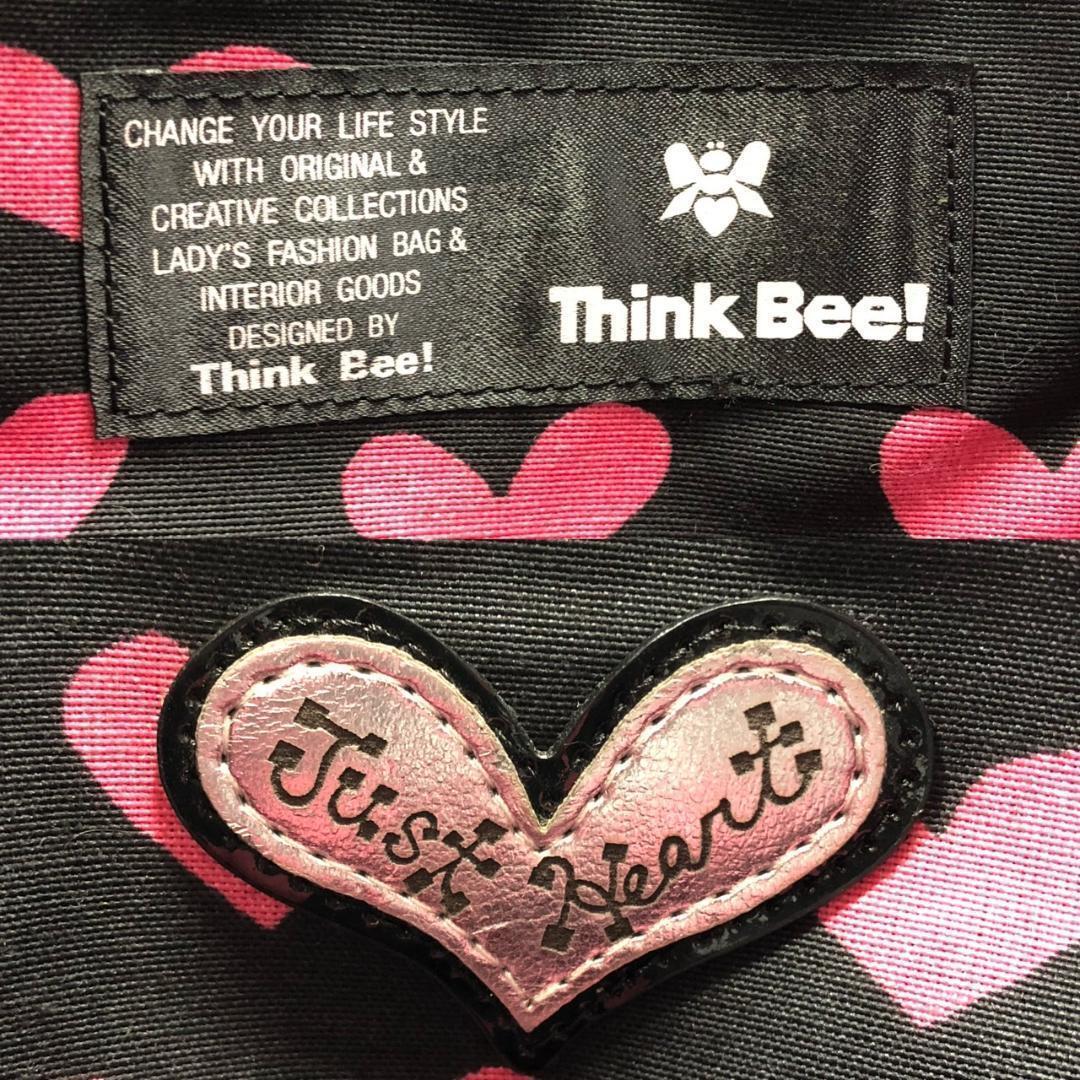 CHANGE YOUR LIFE STYLE
WITH ORIGINAL &
CREATIVE COLLECTIONS
LADY'S FASHION BAG &
INTERIOR GOODS
DESIGNED BY
Think Bee!
Think Bee!
Just Heart